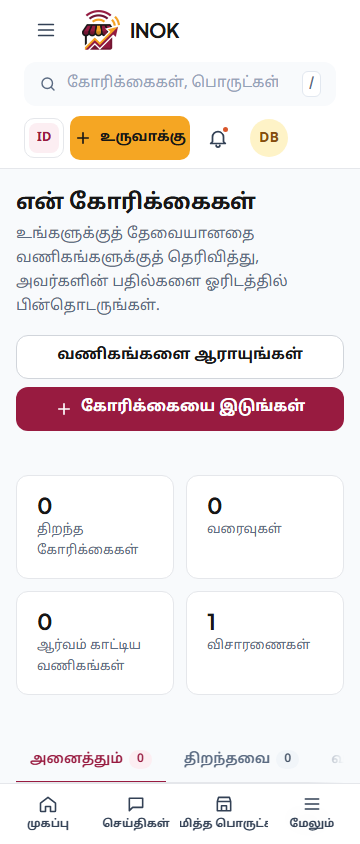 INOK
கோரிக்கைகள், பொருட்கள்
/
ID
+ உருவாக்கு
DB
என் கோரிக்கைகள்
உங்களுக்குத் தேவையானதை
வணிகங்களுக்குத் தெரிவித்து,
அவர்களின் பதில்களை ஓரிடத்தில்
பின்தொடருங்கள்.
வணிகங்களை ஆராயுங்கள்
+ கோரிக்கையை இடுங்கள்
0
திறந்த
கோரிக்கைகள்
0
வரைவுகள்
0
ஆர்வம் காட்டிய
வணிகங்கள்
1
விசாரணைகள்
அனைத்தும் 0
திறந்தவை 0
முகப்பு
செய்திகள்
மேலும்